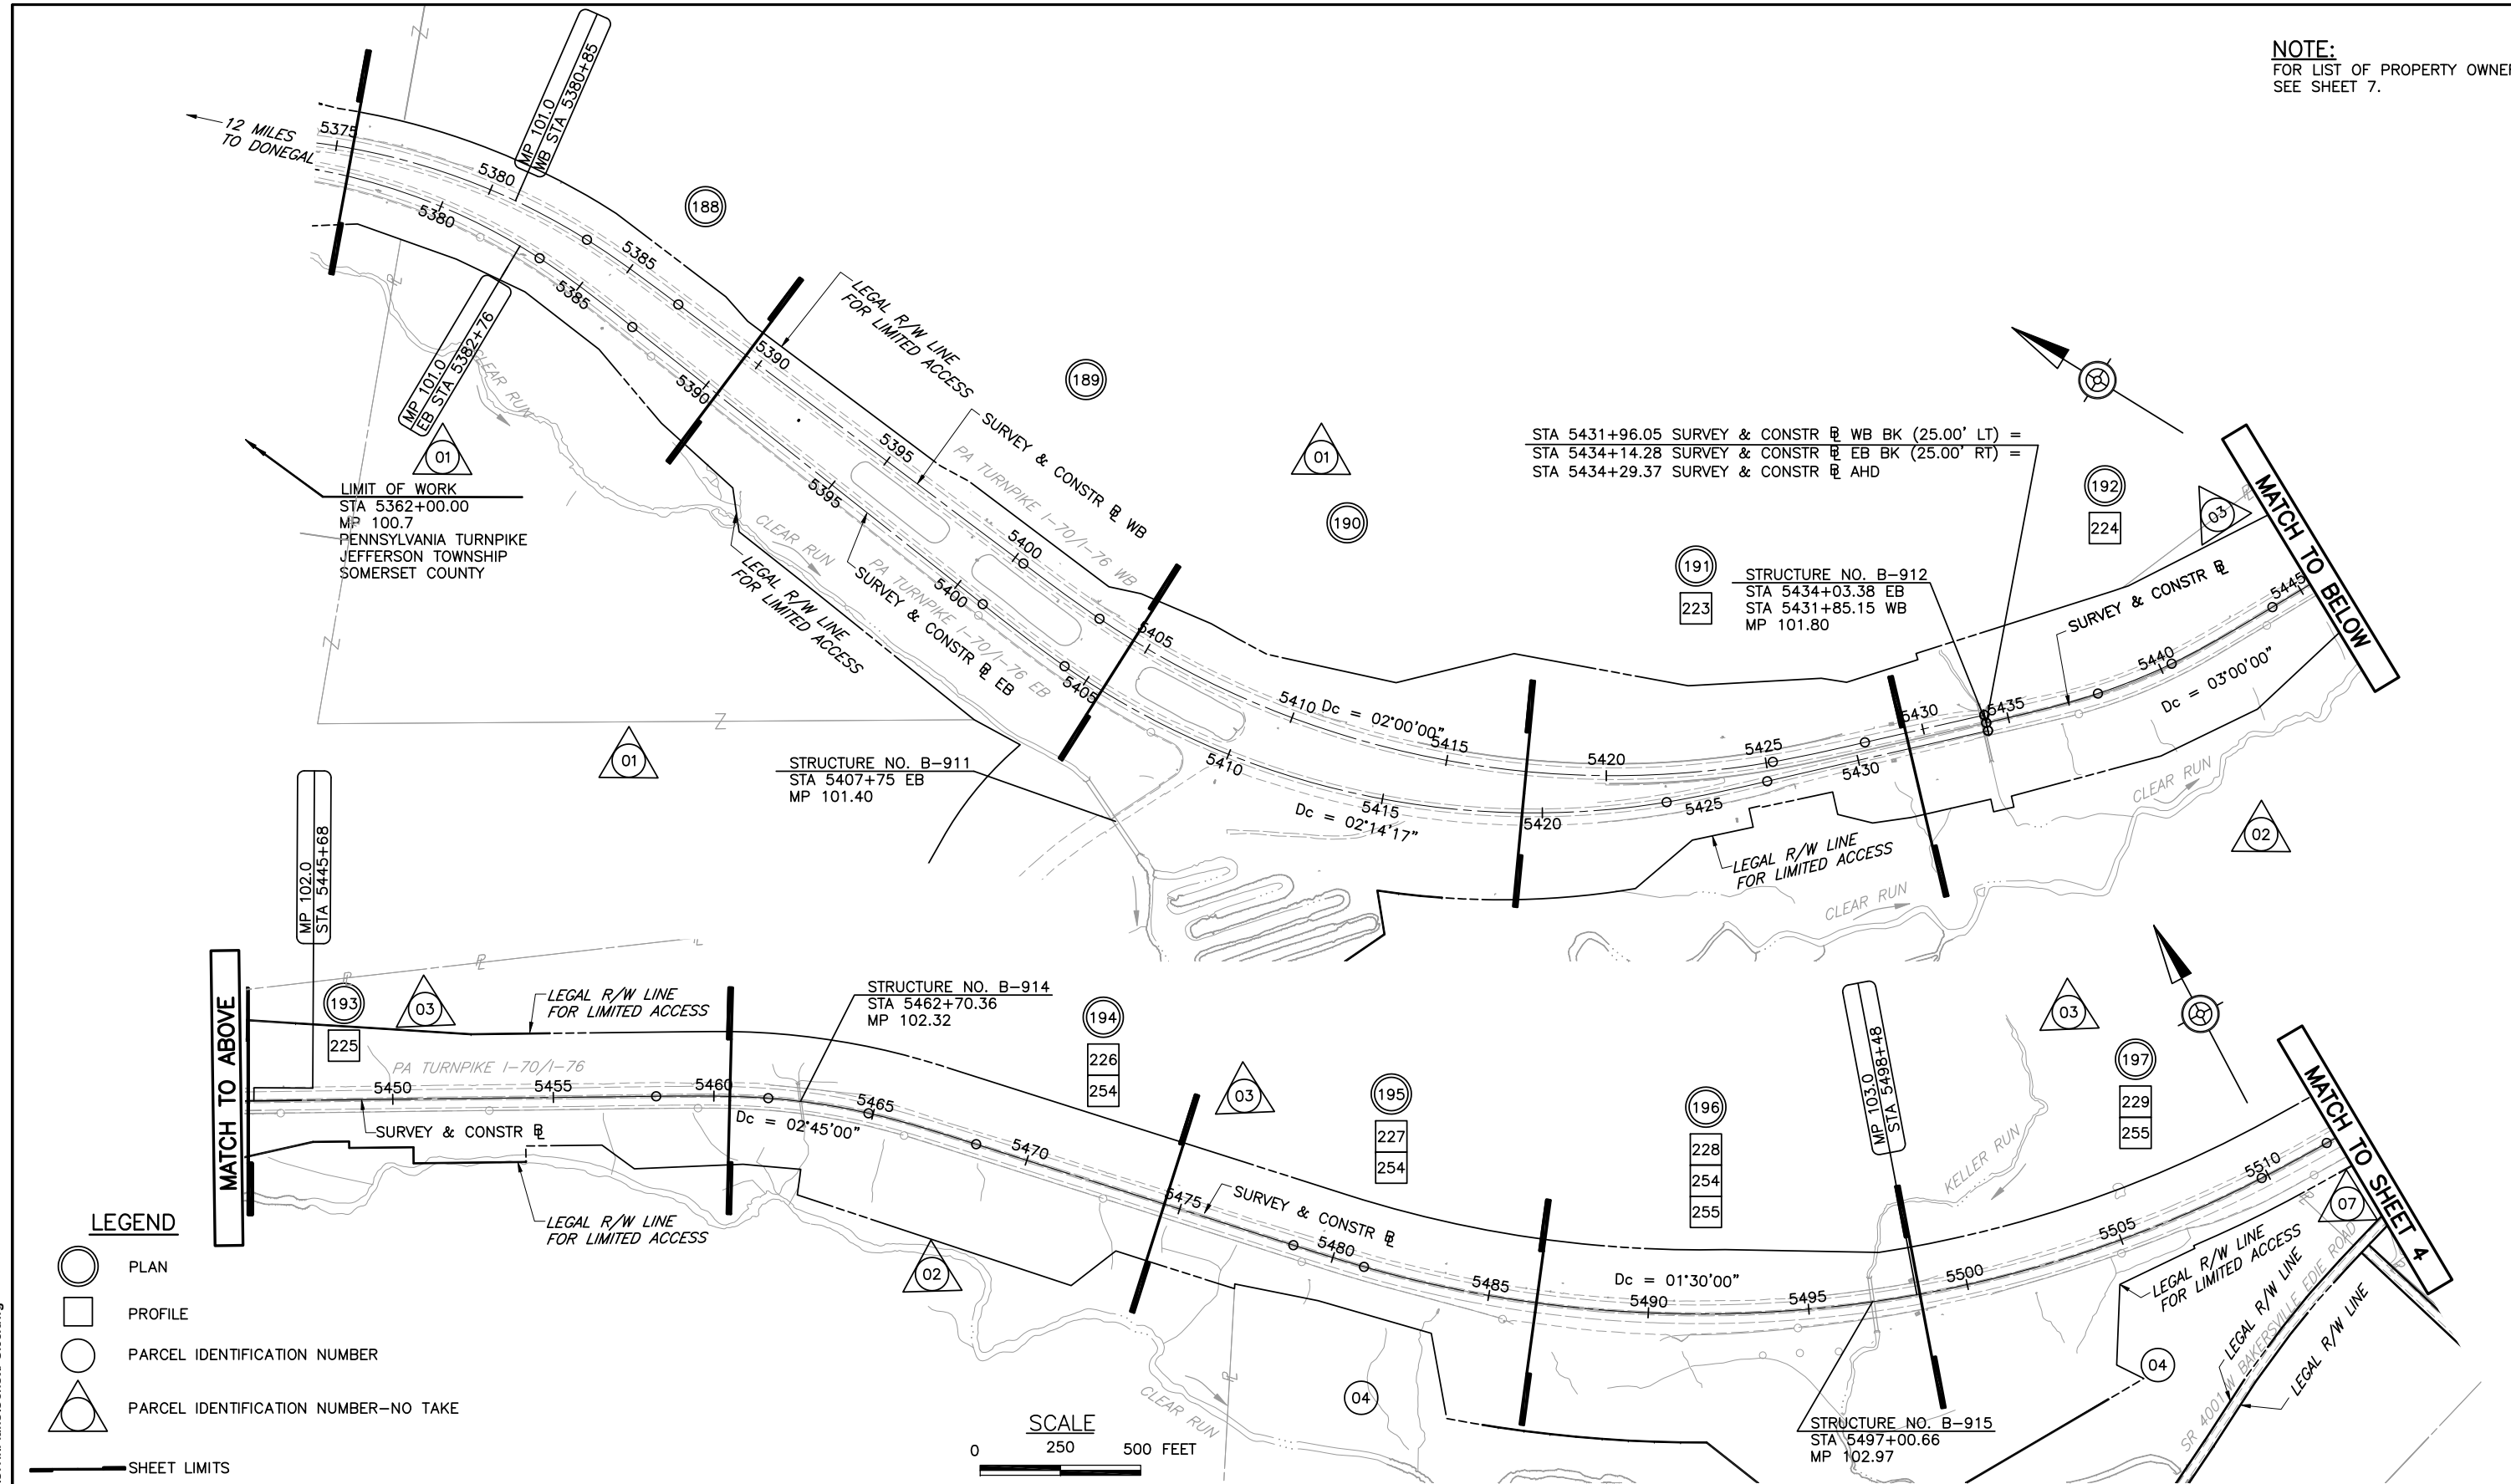 NOTE:
FOR LIST OF PROPERTY
SEE SHEET 7.
12 MILES
TO DONEGAL
MP 101.0
WB STA 5380+85
5375
5380
5385
5390
5395
5400
5405
5410
5415
5420
5425
5430
5435
5440
5445
5380
5385
5390
5395
5400
5405
5410
5415
5420
5425
5430
188
189
190
191
223
192
224
01
01
01
03
02
MP 101.0
EB STA 5382+76
CLEAR RUN
LIMIT OF WORK
STA 5362+00.00
MP 100.7
PENNSYLVANIA TURNPIKE
JEFFERSON TOWNSHIP
SOMERSET COUNTY
LEGAL R/W LINE
FOR LIMITED ACCESS
SURVEY & CONSTR ℄ WB
PA TURNPIKE I-70/I-76 WB
CLEAR RUN
LEGAL R/W LINE
FOR LIMITED ACCESS
SURVEY & CONSTR ℄ EB
PA TURNPIKE I-70/I-76 EB
STA 5431+96.05 SURVEY & CONSTR ℄ WB BK (25.00' LT) =
STA 5434+14.28 SURVEY & CONSTR ℄ EB BK (25.00' RT) =
STA 5434+29.37 SURVEY & CONSTR ℄ AHD
STRUCTURE NO. B-912
STA 5434+03.38 EB
STA 5431+85.15 WB
MP 101.80
SURVEY & CONSTR ℄
MATCH TO BELOW
Dc = 02°00'00"
Dc = 02°14'17"
Dc = 03°00'00"
STRUCTURE NO. B-911
STA 5407+75 EB
MP 101.40
LEGAL R/W LINE
FOR LIMITED ACCESS
CLEAR RUN
CLEAR RUN
MP 102.0
STA 5445+68
MATCH TO ABOVE
193
225
03
LEGAL R/W LINE
FOR LIMITED ACCESS
PA TURNPIKE I-70/I-76
5450
5455
5460
5465
5470
5475
5480
5485
5490
5495
5500
5505
5510
SURVEY & CONSTR ℄
LEGAL R/W LINE
FOR LIMITED ACCESS
STRUCTURE NO. B-914
STA 5462+70.36
MP 102.32
Dc = 02°45'00"
194
226
254
03
02
195
227
254
SURVEY & CONSTR ℄
196
228
254
255
Dc = 01°30'00"
MP 103.0
STA 5498+48
KELLER RUN
03
197
229
255
MATCH TO SHEET 4
07
LEGAL R/W LINE
FOR LIMITED ACCESS
LEGAL R/W LINE
SR 4001 W BAKERSVILLE EDIE ROAD
LEGAL R/W LINE
04
04
CLEAR RUN
STRUCTURE NO. B-915
STA 5497+00.66
MP 102.97
LEGEND
PLAN
PROFILE
PARCEL IDENTIFICATION NUMBER
PARCEL IDENTIFICATION NUMBER-NO TAKE
SHEET LIMITS
SCALE
0 250 500 FEET